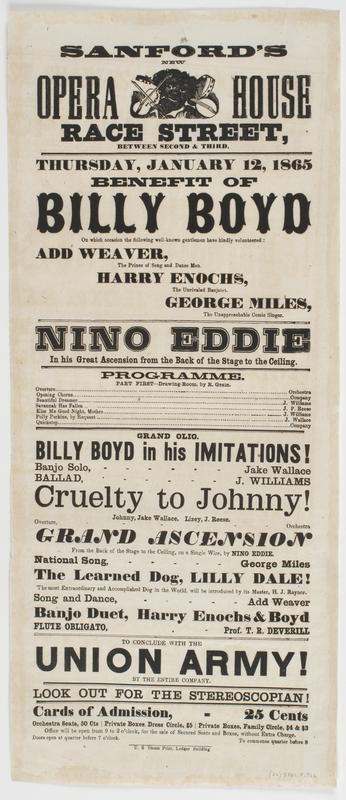 SANFORD'S
NEW
OPERA HOUSE
RACE STREET,
BETWEEN SECOND & THIRD.
THURSDAY, JANUARY 12, 1865
BENEFIT OF
BILLY BOYD
On which occasion the following well-known gentlemen have kindly volunteered:
ADD WEAVER,
The Prince of Song and Dance Men.
HARRY ENOCHS,
The Unrivaled Banjoist.
GEORGE MILES,
The Unapproachable Comic Singer.
NINO EDDIE
In his Great Ascension from the Back of the Stage to the Ceiling.
PROGRAMME.
PART FIRST—Drawing Room, by R. Grain.
Overture, Orchestra
Opening Chorus, Company
Beautiful Dreamer, J. Williams
Savannah Has Fallen J. P. Reese
Kiss Me Good Night, Mother J. Williams
Polly Perkins, by Request J. Wallace
Quickstep Company
GRAND OLIO.
BILLY BOYD in his IMITATIONS!
Banjo Solo, - - - - Jake Wallace
BALLAD, - - - - J. WILLIAMS
Cruelty to Johnny!
Johnny, Jake Wallace. Lizey, J. Reese.
Overture, Orchestra
GRAND ASCENSION
From the Back of the Stage to the Ceiling, on a Single Wire, by NINO EDDIE.
National Song, - - - George Miles
The Learned Dog, LILLY DALE!
The most Extraordinary and Accomplished Dog in the World, will be introduced by its Master, H. J. Raynor.
Song and Dance, - - - Add Weaver
Banjo Duet, Harry Enochs & Boyd
FLUTE OBLIGATO, - - Prof. T. R. DEVERILL
TO CONCLUDE WITH THE
UNION ARMY!
BY THE ENTIRE COMPANY.
LOOK OUT FOR THE STEREOSCOPIAN!
Cards of Admission, - 25 Cents
Orchestra Seats, 50 Cts | Private Boxes, Dress Circle, $5 | Private Boxes, Family Circle, $4 & $3
Office will be open from 9 to 2 o'clock, for the sale of Secured Seats and Boxes, without Extra Charge.
Doors open at quarter before 7 o'clock. To commence quarter before 8
U. S. Steam Print, Ledger Building